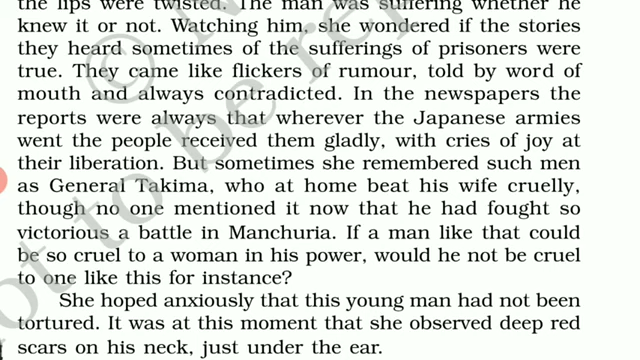 the lips were twisted. The man was suffering whether he
knew it or not. Watching him, she wondered if the stories
they heard sometimes of the sufferings of prisoners were
true. They came like flickers of rumour, told by word of
mouth and always contradicted. In the newspapers the
reports were always that wherever the Japanese armies
went the people received them gladly, with cries of joy at
their liberation. But sometimes she remembered such men
as General Takima, who at home beat his wife cruelly,
though no one mentioned it now that he had fought so
victorious a battle in Manchuria. If a man like that could
be so cruel to a woman in his power, would he not be cruel
to one like this for instance?
She hoped anxiously that this young man had not been
tortured. It was at this moment that she observed deep red
scars on his neck, just under the ear.